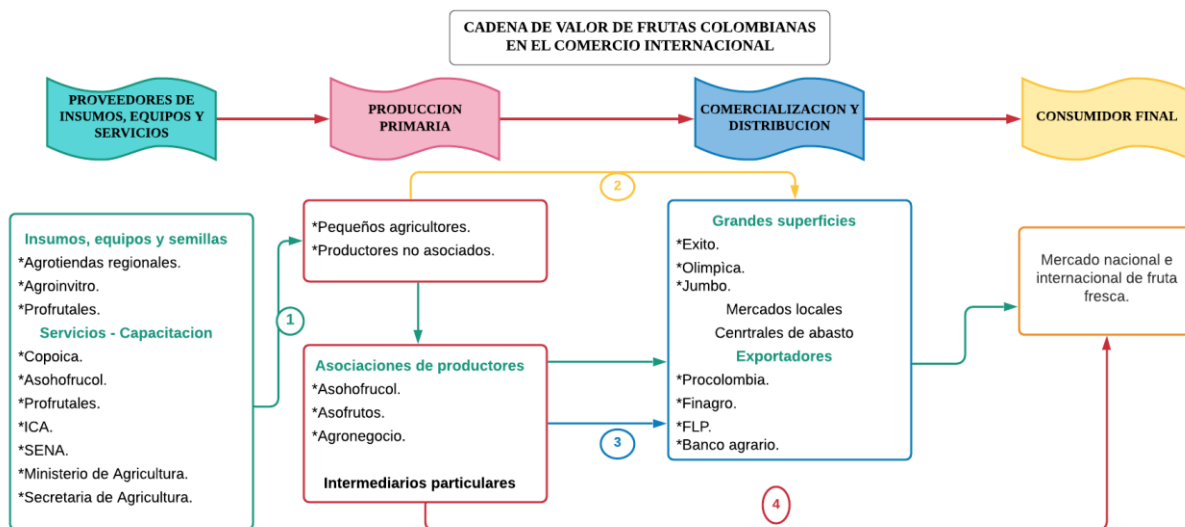 CADENA DE VALOR DE FRUTAS COLOMBIANAS
EN EL COMERCIO INTERNACIONAL
PROVEEDORES DE
INSUMOS, EQUIPOS Y
SERVICIOS
PRODUCCION
PRIMARIA
COMERCIALIZACION Y
DISTRIBUCION
CONSUMIDOR FINAL
Insumos, equipos y semillas
*Agrotiendas regionales.
*Agroinvitro.
*Profrutales.
Servicios - Capacitacion
*Copoica.
*Asohofrucol.
*Profrutales.
*ICA.
*SENA.
*Ministerio de Agricultura.
*Secretaria de Agricultura.
1
*Pequeños agricultores.
*Productores no asociados.
Asociaciones de productores
*Asohofrucol.
*Asofrutos.
*Agronegocio.
Intermediarios particulares
2
3
Grandes superficies
*Exito.
*Olimpìca.
*Jumbo.
Mercados locales
Cenrtrales de abasto
Exportadores
*Procolombia.
*Finagro.
*FLP.
*Banco agrario.
4
Mercado nacional e
internacional de fruta
fresca.